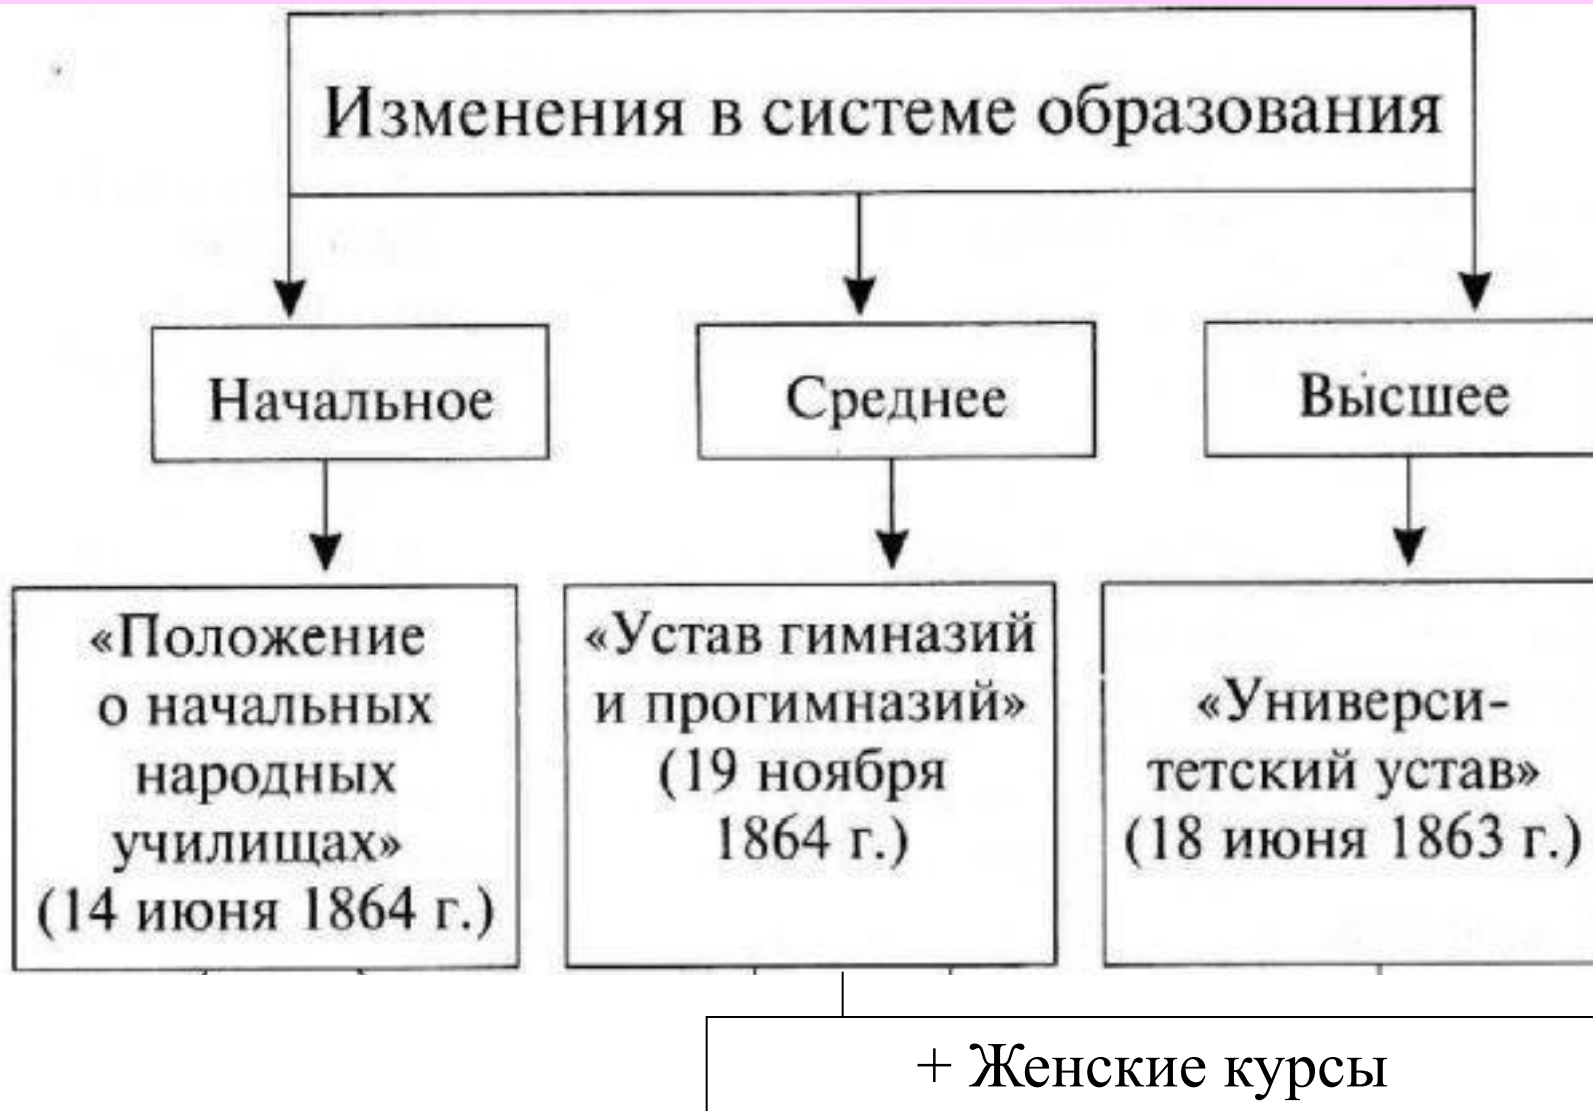 Изменения в системе образования
Начальное
Среднее
Высшее
«Положение
о начальных
народных
училищах»
(14 июня 1864 г.)
«Устав гимназий
и прогимназий»
(19 ноября
1864 г.)
«Универси-
тетский устав»
(18 июня 1863 г.)
+ Женские курсы